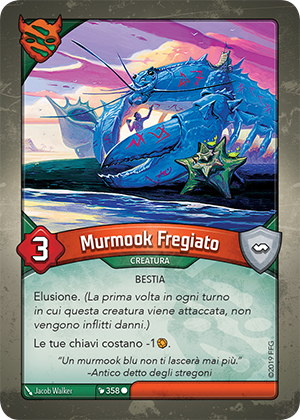 3
Murmook Fregiato
CREATURA
BESTIA
Elusione. (La prima volta in ogni turno
in cui questa creatura viene attaccata, non
vengono inflitti danni.)
Le tue chiavi costano -1.
“Un murmook blu non ti lascerà mai più.”
-Antico detto degli stregoni
Jacob Walker
358
©2019 FFG